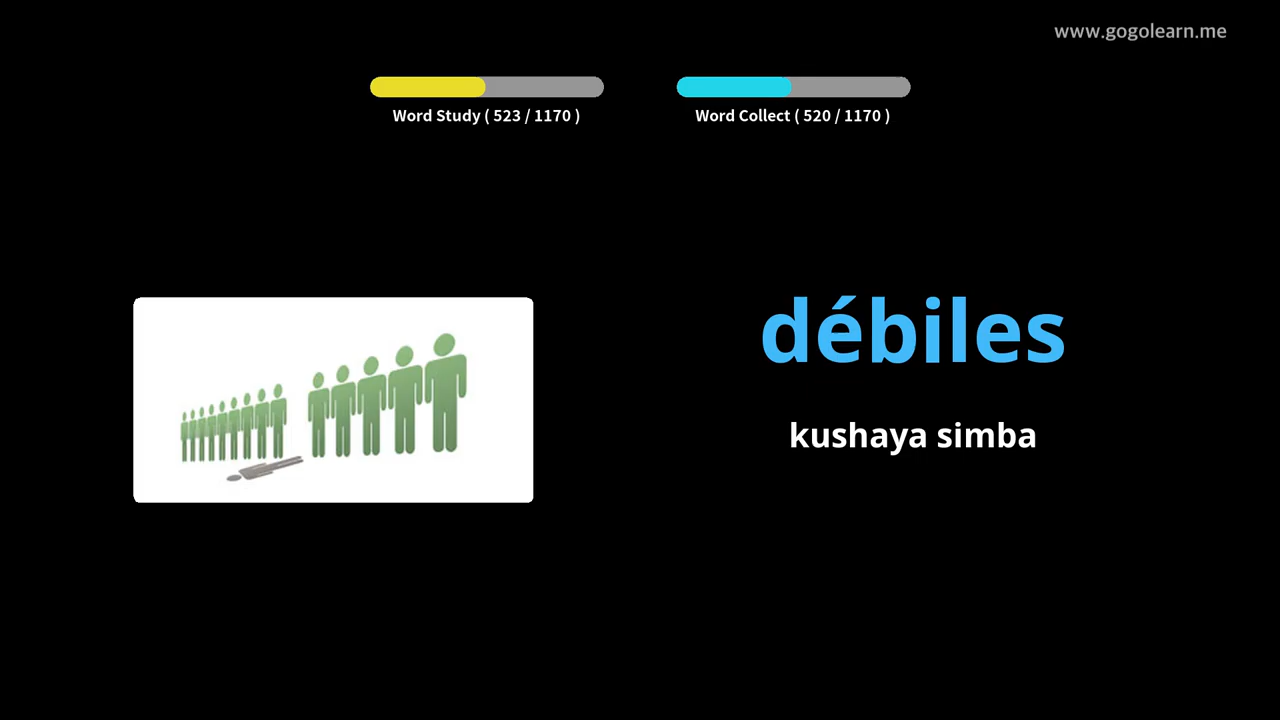 www.gogolearn.me
Word Study ( 523 / 1170 )
Word Collect ( 520 / 1170 )
débiles
kushaya simba